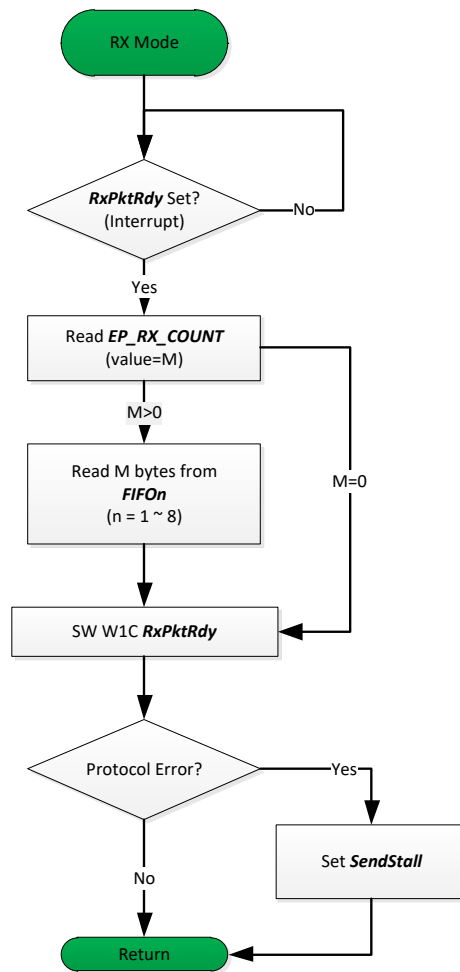 RX Mode
RxPktRdy Set?
(Interrupt)
No
Yes
Read EP_RX_COUNT
(value=M)
M>0
Read M bytes from
FIFOn
(n = 1 ~ 8)
M=0
SW W1C RxPktRdy
Protocol Error?
Yes
Set SendStall
No
Return